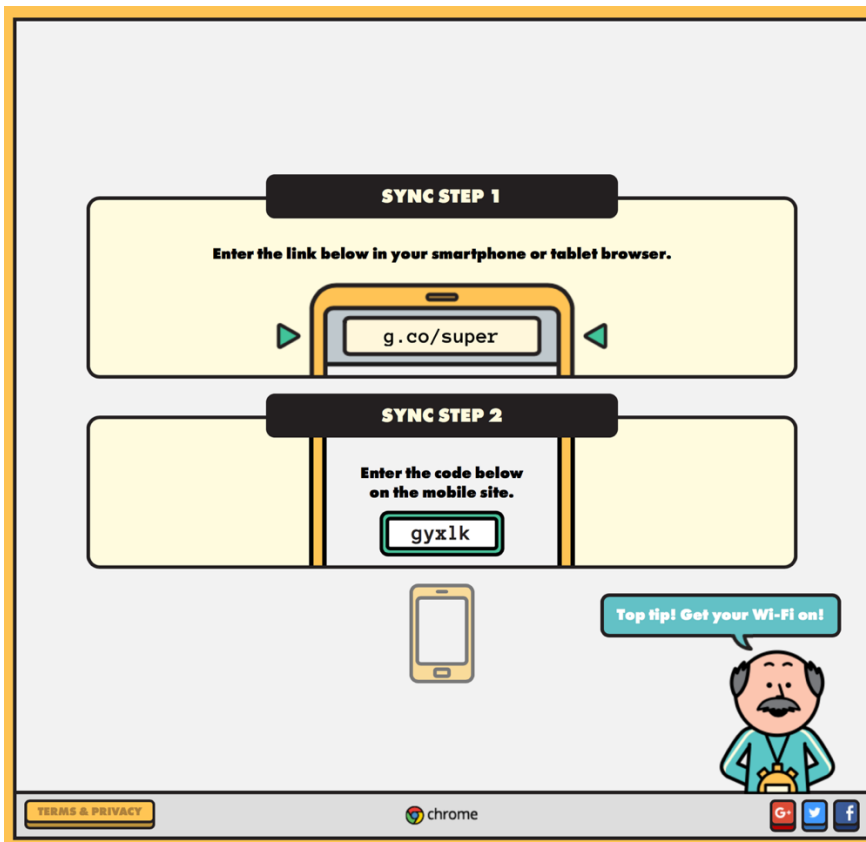 SYNC STEP 1
Enter the link below in your smartphone or tablet browser.
g.co/super
SYNC STEP 2
Enter the code below
on the mobile site.
gyxlk
Top tip! Get your Wi-Fi on!
TERMS & PRIVACY
chrome
G+
f